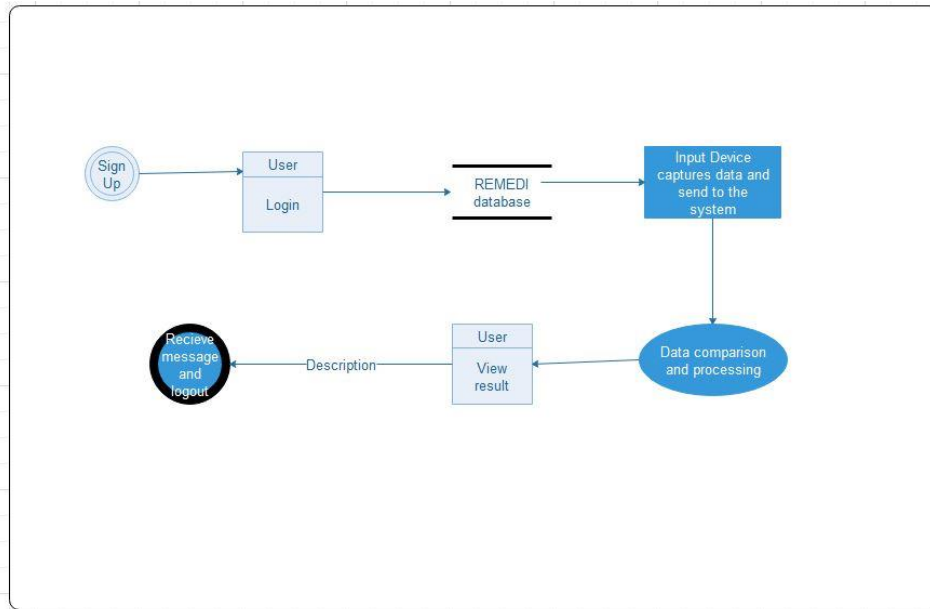 Sign
Up
User
Login
REMEDI
database
Input Device
captures data and
send to the
system
Recieve
message
and
logout
Description
User
View
result
Data comparison
and processing